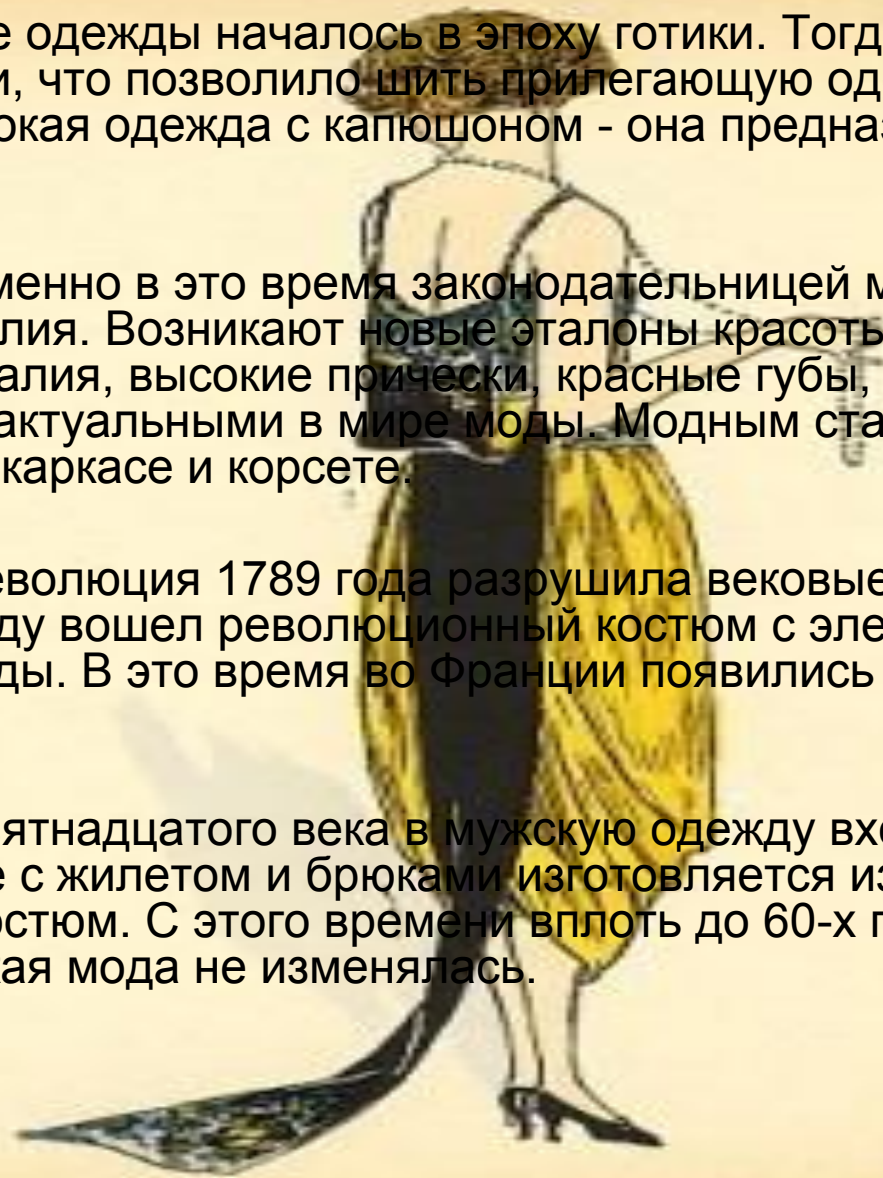 е одежды началось в эпоху готики. Тогд
и, что позволило шить прилегающую од
окая одежда с капюшоном - она предназ
менно в это время законодательницей м
лия. Возникают новые эталоны красоты
алия, высокие прически, красные губы,
актуальными в мире моды. Модным ста
каркасе и корсете.
еволюция 1789 года разрушила вековые
ду вошел революционный костюм с эле
ды. В это время во Франции появились
ятнадцатого века в мужскую одежду вхо
е с жилетом и брюками изготовляется из
остюм. С этого времени вплоть до 60-х г
кая мода не изменялась.